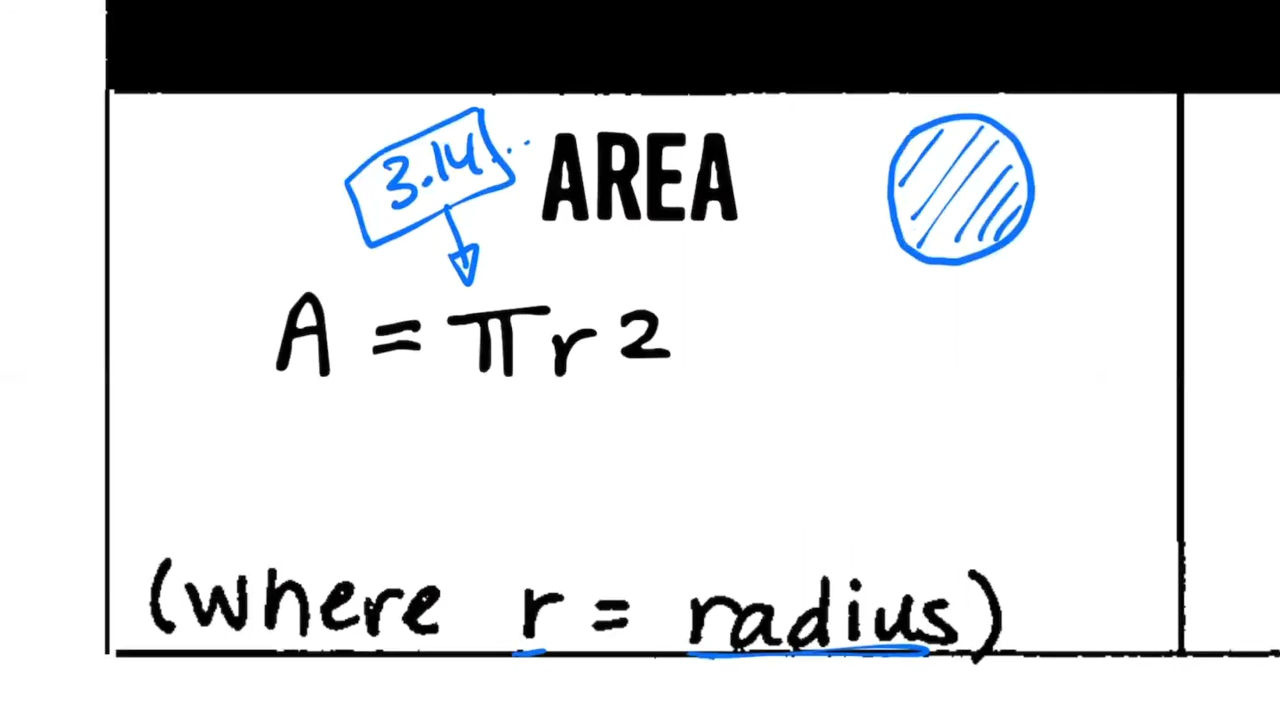 3.14...
AREA
A = πr2
(where r = radius)